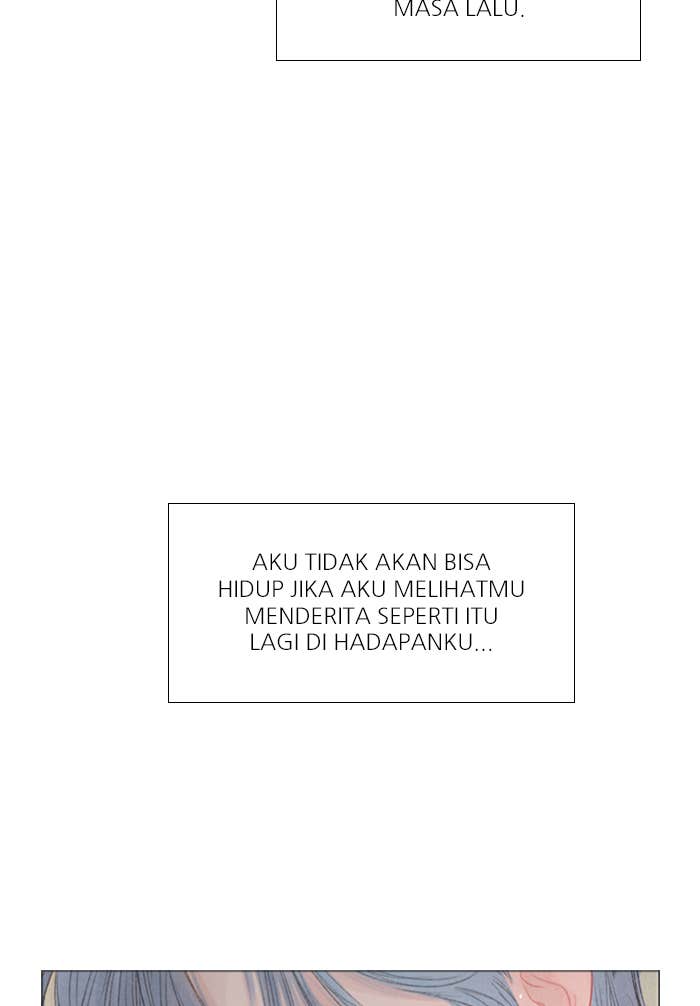 MASA LALU.
AKU TIDAK AKAN BISA
HIDUP JIKA AKU MELIHATMU
MENDERITA SEPERTI ITU
LAGI DI HADAPANKU...